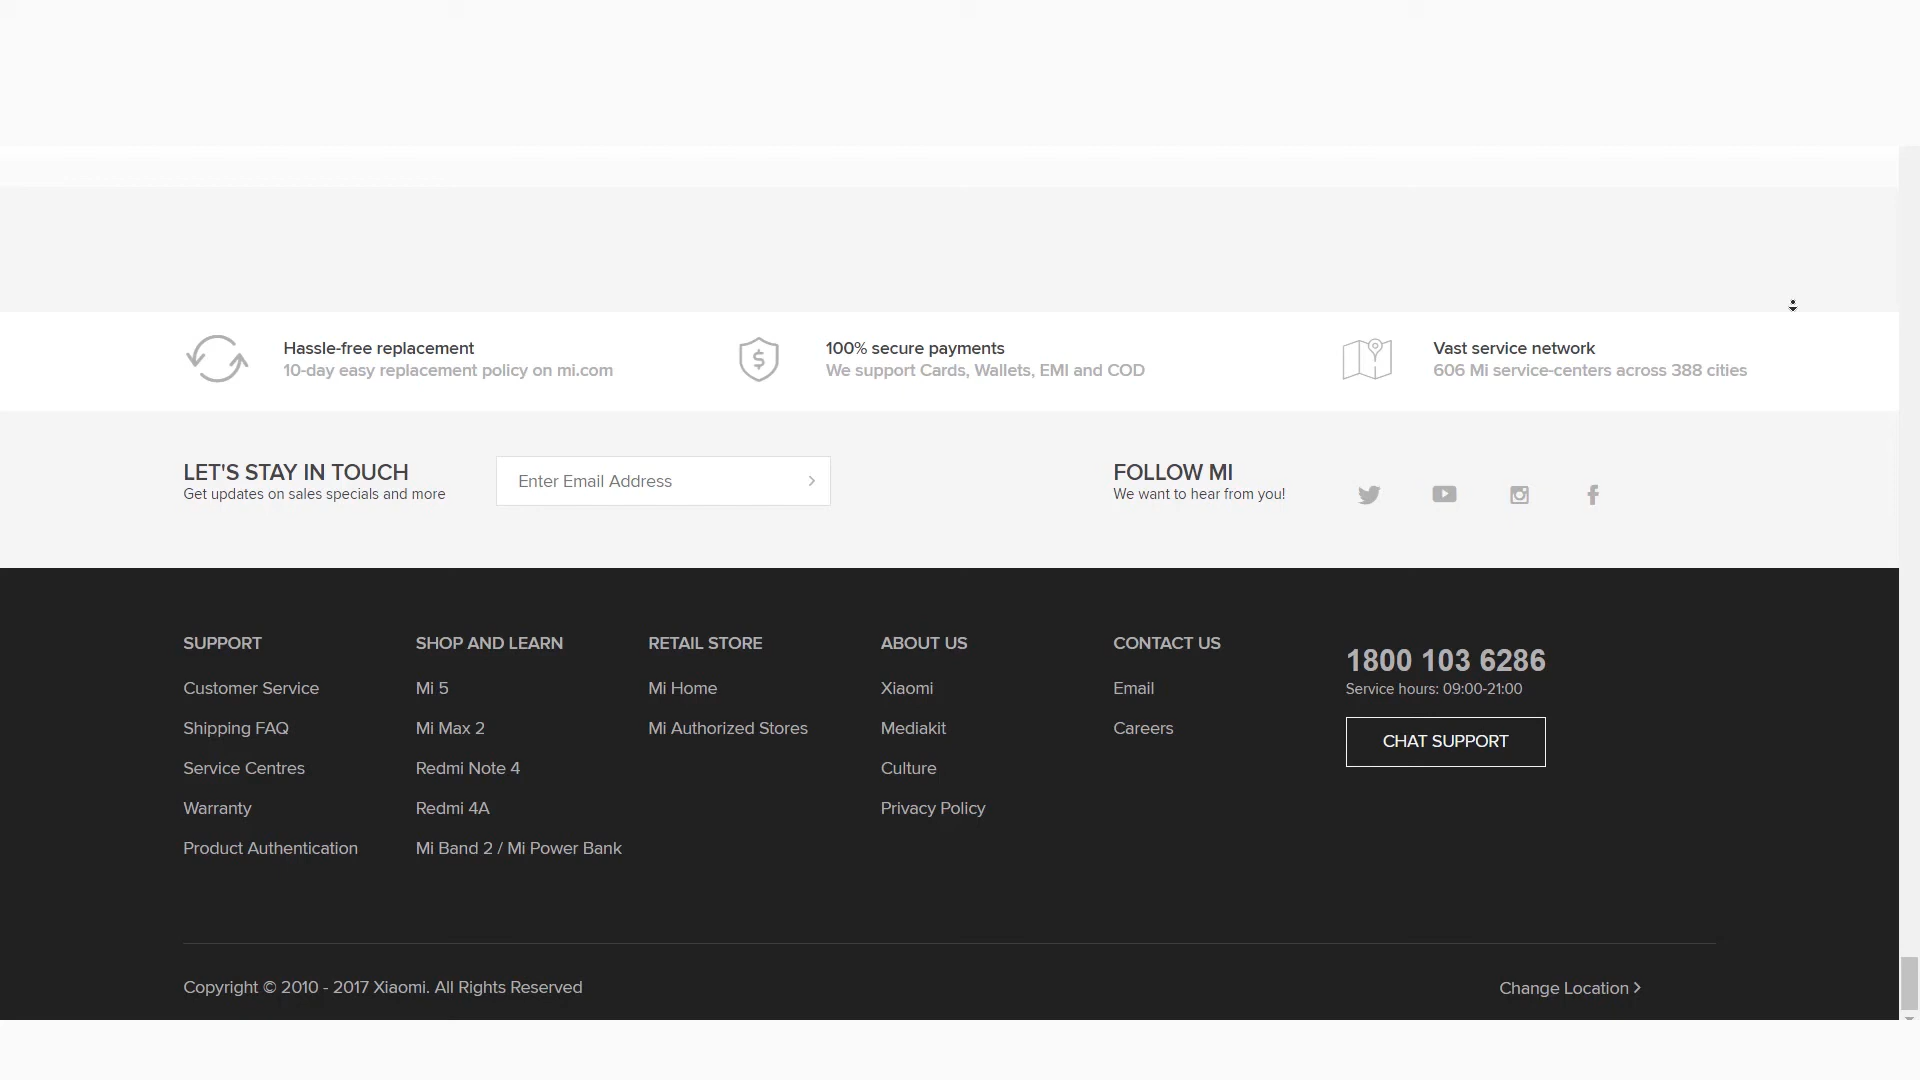 Hassle-free replacement
10-day easy replacement policy on mi.com
100% secure payments
We support Cards, Wallets, EMI and COD
Vast service network
606 Mi service-centers across 388 cities
LET'S STAY IN TOUCH
Get updates on sales specials and more
Enter Email Address
FOLLOW MI
We want to hear from you!
SUPPORT
Customer Service
Shipping FAQ
Service Centres
Warranty
Product Authentication
SHOP AND LEARN
Mi 5
Mi Max 2
Redmi Note 4
Redmi 4A
Mi Band 2 / Mi Power Bank
RETAIL STORE
Mi Home
Mi Authorized Stores
ABOUT US
Xiaomi
Mediakit
Culture
Privacy Policy
CONTACT US
Email
Careers
1800 103 6286
Service hours: 09:00-21:00
CHAT SUPPORT
Copyright © 2010 - 2017 Xiaomi. All Rights Reserved
Change Location